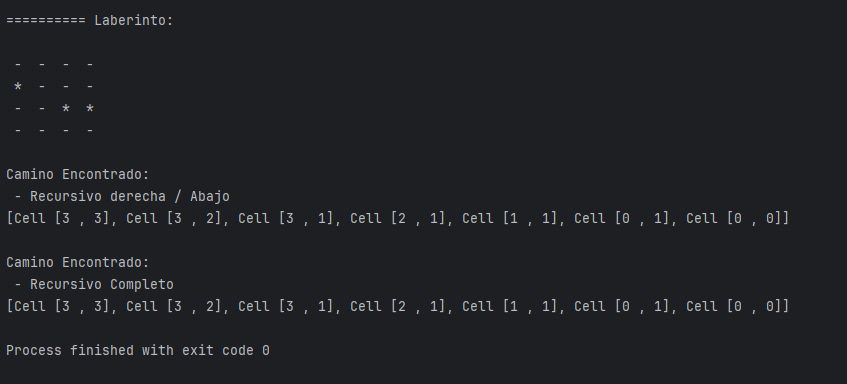 ========== Laberinto:
- - - -
* - - -
- - * *
- - - -
Camino Encontrado:
- Recursivo derecha / Abajo
[Cell [3 , 3], Cell [3 , 2], Cell [3 , 1], Cell [2 , 1], Cell [1 , 1], Cell [0 , 1], Cell [0 , 0]]
Camino Encontrado:
- Recursivo Completo
[Cell [3 , 3], Cell [3 , 2], Cell [3 , 1], Cell [2 , 1], Cell [1 , 1], Cell [0 , 1], Cell [0 , 0]]
Process finished with exit code 0